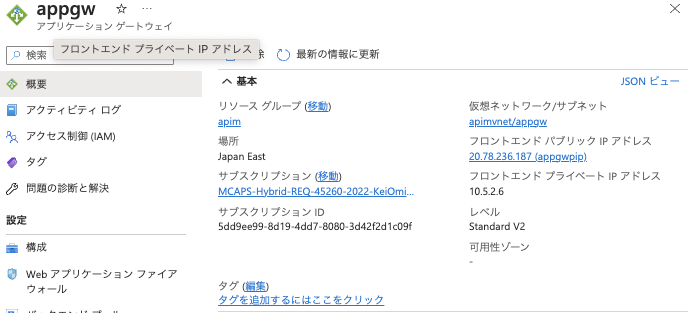 appgw ☆ …
アプリケーション ゲートウェイ
検索
フロントエンド プライベート IP アドレス
除
最新の情報に更新
概要
アクティビティ ログ
アクセス制御 (IAM)
タグ
問題の診断と解決
設定
構成
Web アプリケーション ファイア
ウォール
基本
JSON ビュー
リソース グループ (移動)
apim
場所
Japan East
サブスクリプション (移動)
MCAPS-Hybrid-REQ-45260-2022-KeiOmi...
サブスクリプション ID
5dd9ee99-8d19-4dd7-8080-3d42f2d1c09f
仮想ネットワーク/サブネット
apimvnet/appgw
フロントエンド パブリック IP アドレス
20.78.236.187 (appgwpip)
フロントエンド プライベート IP アドレス
10.5.2.6
レベル
Standard V2
可用性ゾーン
-
タグ (編集)
タグを追加するにはここをクリック